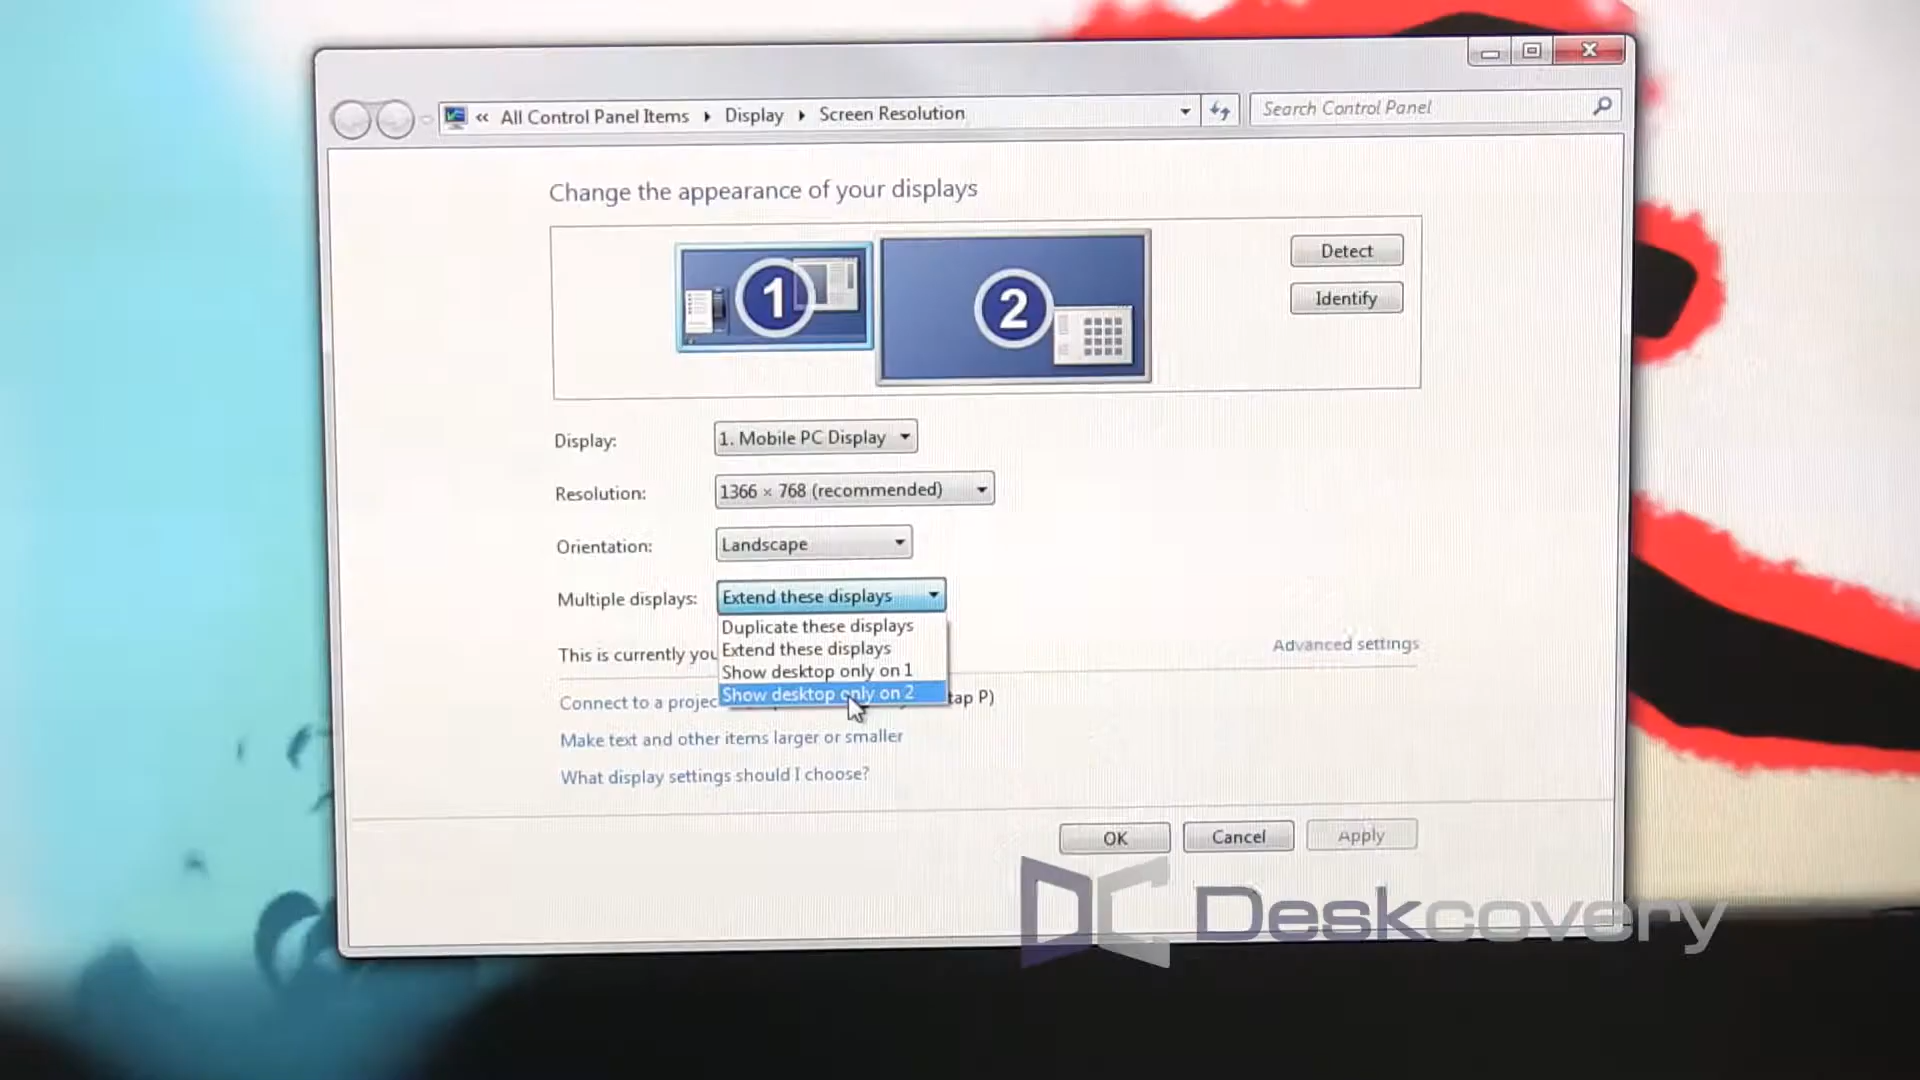 « All Control Panel Items ▸ Display ▸ Screen Resolution
Search Control Panel
Change the appearance of your displays
1
2
Detect
Identify
Display:
1. Mobile PC Display
Resolution:
1366 × 768 (recommended)
Orientation:
Landscape
Multiple displays:
Extend these displays
Duplicate these displays
Extend these displays
Show desktop only on 1
Show desktop only on 2
This is currently you
Advanced settings
Connect to a projec
tap P)
Make text and other items larger or smaller
What display settings should I choose?
OK
Cancel
Apply
DC Deskcovery